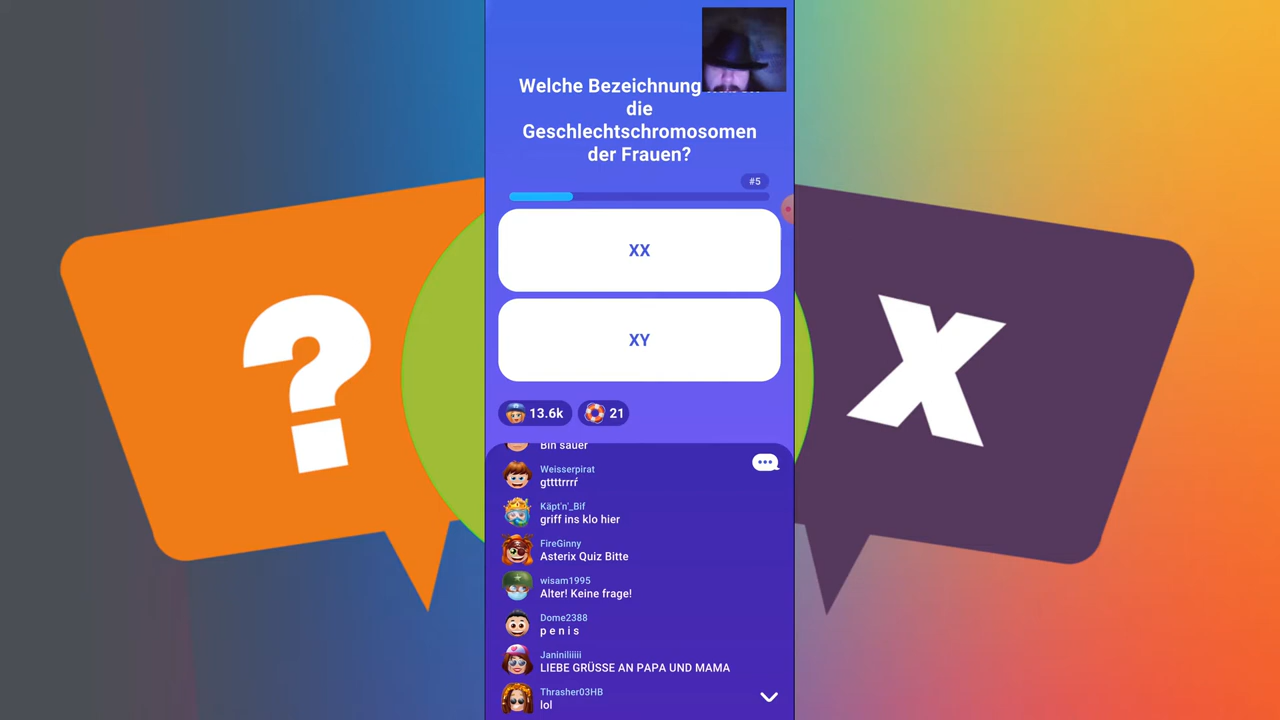 Welche Bezeichnung
die
Geschlechtschromosomen
der Frauen?
#5
XX
XY
13.6k
21
Bin sauer
Weisserpirat
gttttrrrŕ
Käpt'n'_Bif
griff ins klo hier
FireGinny
Asterix Quiz Bitte
wisam1995
Alter! Keine frage!
Dome2388
p e n i s
Janiniliiiii
LIEBE GRÜSSE AN PAPA UND MAMA
Thrasher03HB
lol
?
X